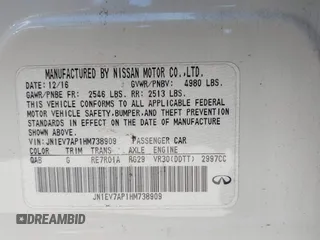 MANUFACTURED BY NISSAN MOTOR CO.,LTD.
DATE: 12/16 GVWR/PNBV: 4980 LBS.
GAWR/PNBE FR: 2546 LBS RR: 2513 LBS.
THIS VEHICLE CONFORMS TO ALL APPLICABLE FEDERAL
MOTOR VEHICLE SAFETY,BUMPER,AND THEFT PREVENTION
STANDARDS IN EFFECT ON THE DATE OF MANUFACTURE
SHOWN ABOVE.
VIN:JN1EV7AP1HM738909 PASSENGER CAR
COLOR TRIM TRANS AXLE ENGINE
QAB G RE7R01A RG29 VR30(DDTT) 2997CC
JN1EV7AP1HM738909
DREAMBID
AUTO AUCTIONS